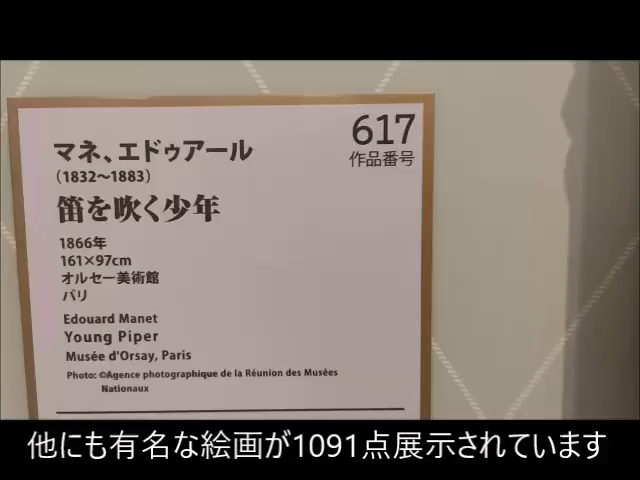 617
作品番号
マネ、エドゥアール
（1832〜1883）
笛を吹く少年
1866年
161×97cm
オルセー美術館
パリ
Edouard Manet
Young Piper
Musée d'Orsay, Paris
Photo: ©Agence photographique de la Réunion des Musées
Nationaux
他にも有名な絵画が1091点展示されています